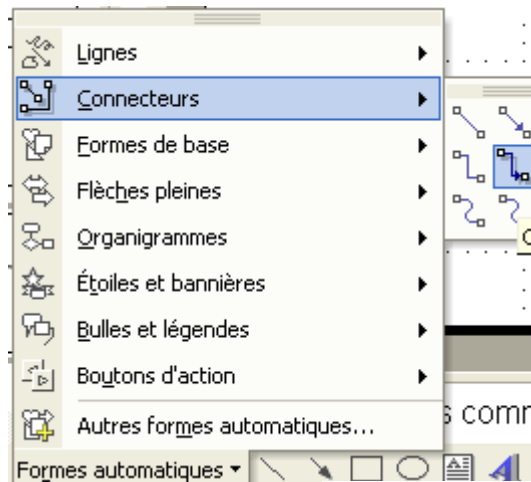 Lignes
Connecteurs
Formes de base
Flèches pleines
Organigrammes
Étoiles et bannières
Bulles et légendes
Boutons d'action
Autres formes automatiques...
Formes automatiques